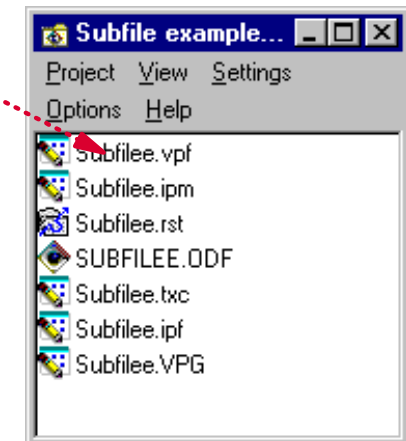 Subfile example...
Project View Settings
Options Help
Subfilee.vpf
Subfilee.ipm
Subfilee.rst
SUBFILEE.ODF
Subfilee.txc
Subfilee.ipf
Subfilee.VPG